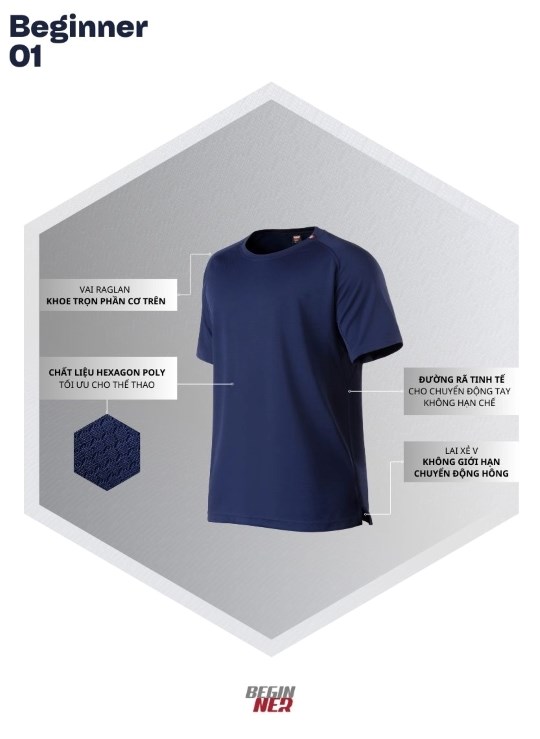 Beginner
01
VAI RAGLAN
KHOE TRỌN PHẦN CƠ TRÊN
CHẤT LIỆU HEXAGON POLY
TỐI ƯU CHO THỂ THAO
ĐƯỜNG RÃ TINH TẾ
CHO CHUYỂN ĐỘNG TAY
KHÔNG HẠN CHẾ
LAI XẺ V
KHÔNG GIỚI HẠN
CHUYỂN ĐỘNG HÔNG
BEGIN
NER